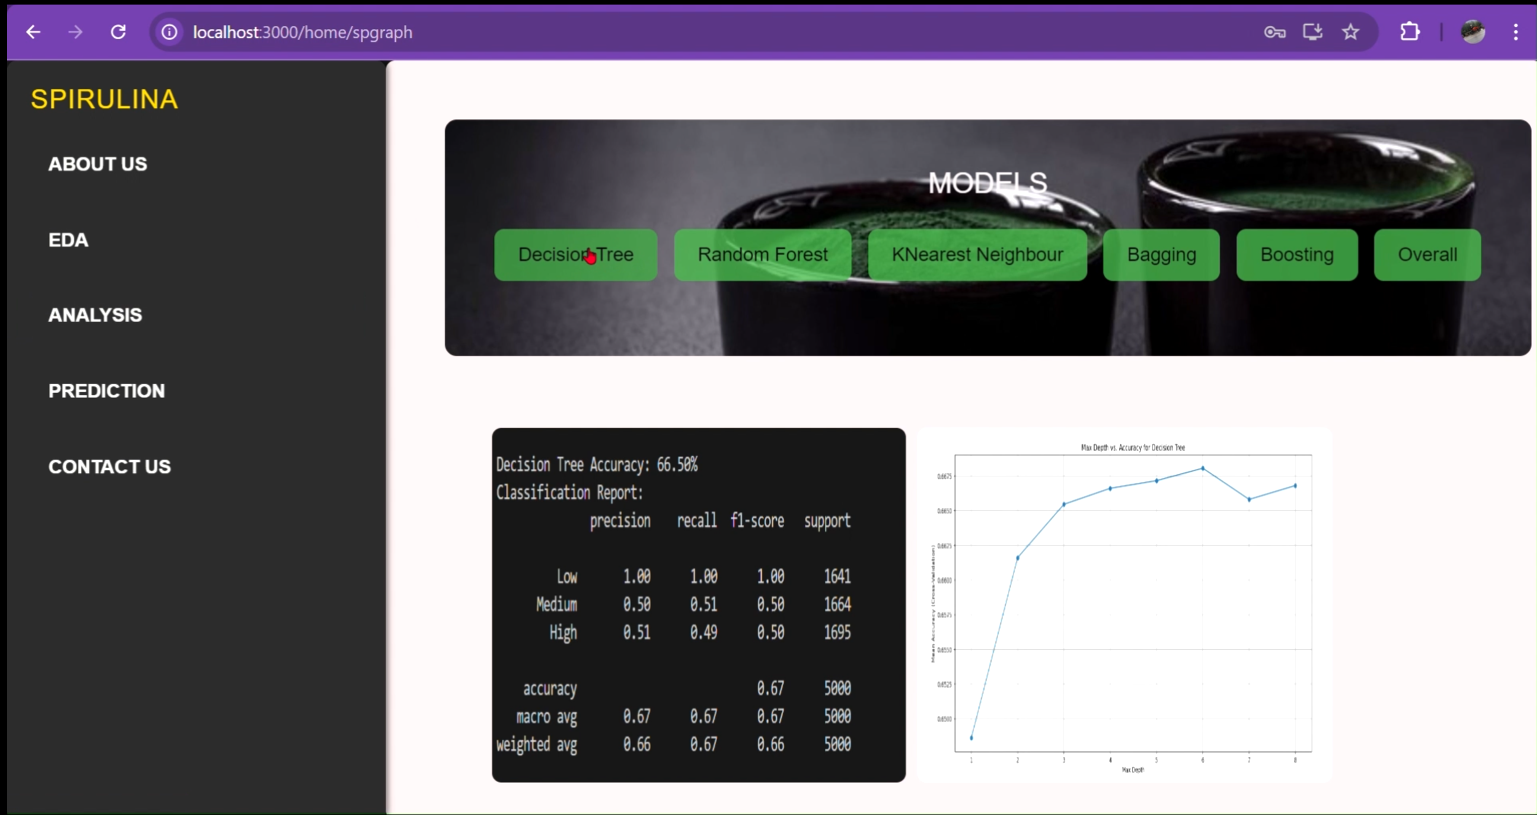 localhost:3000/home/spgraph
SPIRULINA
ABOUT US
EDA
ANALYSIS
PREDICTION
CONTACT US
MODELS
Decision Tree Random Forest KNearest Neighbour Bagging Boosting Overall
Decision Tree Accuracy: 66.50%
Classification Report:
precision recall f1-score support
Low 1.00 1.00 1.00 1641
Medium 0.50 0.51 0.50 1664
High 0.51 0.49 0.50 1695
accuracy 0.67 5000
macro avg 0.67 0.67 0.67 5000
weighted avg 0.66 0.67 0.66 5000
Max Depth vs. Accuracy for Decision Tree
Mean Accuracy (Cross-Validation)
0.6675
0.6650
0.6625
0.6600
0.6575
0.6550
0.6525
0.6500
1 2 3 4 5 6 7 8
Max Depth